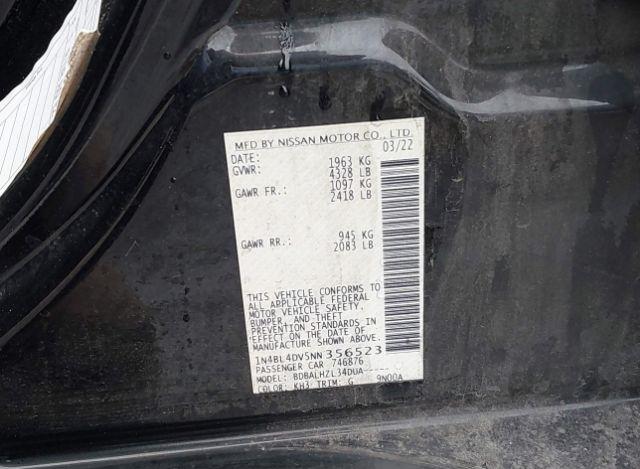 MFD BY NISSAN MOTOR CO., LTD.
DATE: 03/22
GVWR: 1963 KG
4328 LB
GAWR FR.: 1097 KG
2418 LB
GAWR RR.: 945 KG
2083 LB
THIS VEHICLE CONFORMS TO
ALL APPLICABLE FEDERAL
MOTOR VEHICLE SAFETY,
BUMPER, AND THEFT
PREVENTION STANDARDS IN
EFFECT ON THE DATE OF
MANUFACTURE SHOWN ABOVE.
1N4BL4DV5NN356523
PASSENGER CAR 746876
MODEL: BDBALHZL34DUA-----
COLOR: KH3 TRIM: G 9N00A